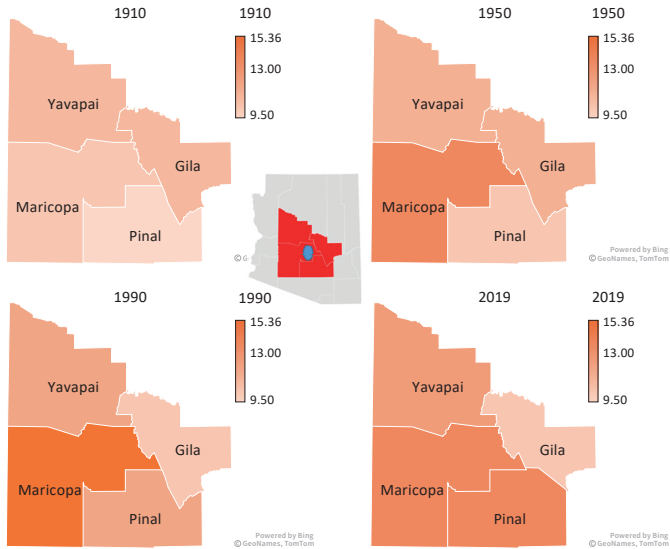 1910
1910
15.36
13.00
9.50
Yavapai
Gila
Maricopa
Pinal
© G
1950
1950
15.36
13.00
9.50
Yavapai
Gila
Maricopa
Pinal
Powered by Bing
© GeoNames, TomTom
1990
1990
15.36
13.00
9.50
Yavapai
Gila
Maricopa
Pinal
Powered by Bing
© GeoNames, TomTom
2019
2019
15.36
13.00
9.50
Yavapai
Gila
Maricopa
Pinal
Powered by Bing
© GeoNames, TomTom